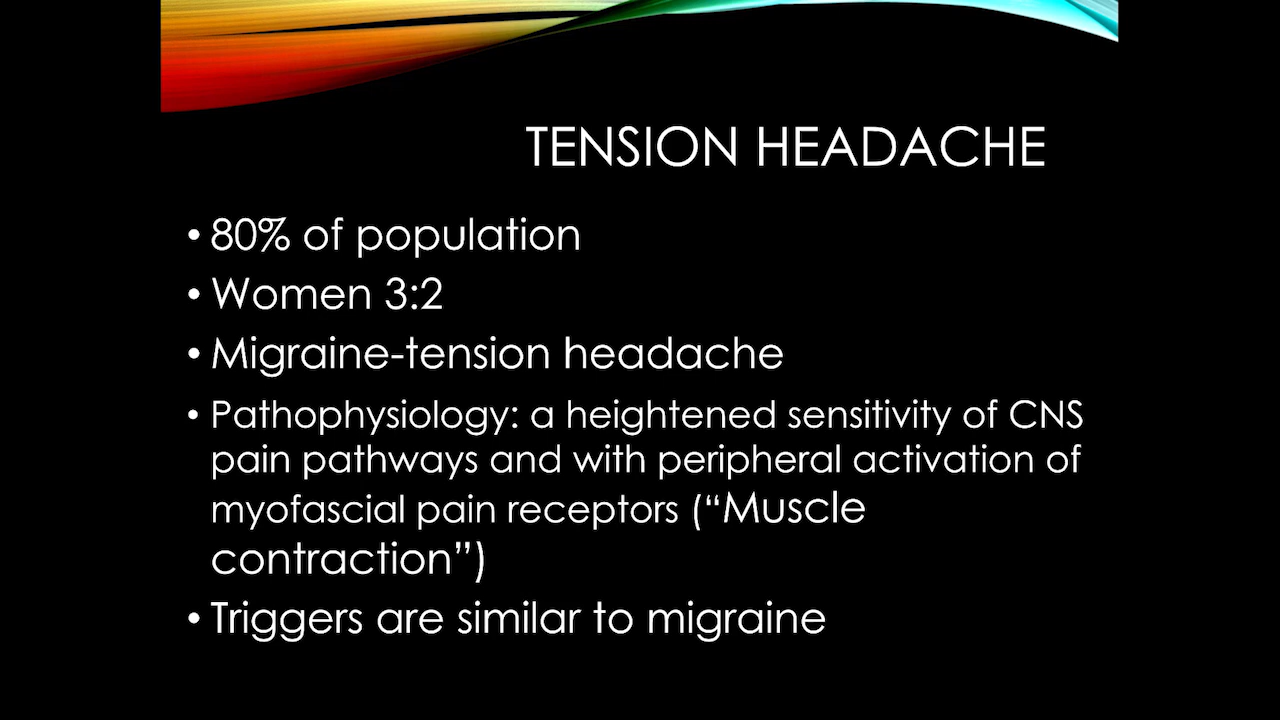 TENSION HEADACHE
• 80% of population
• Women 3:2
• Migraine-tension headache
• Pathophysiology: a heightened sensitivity of CNS
pain pathways and with peripheral activation of
myofascial pain receptors (“Muscle
contraction”)
• Triggers are similar to migraine